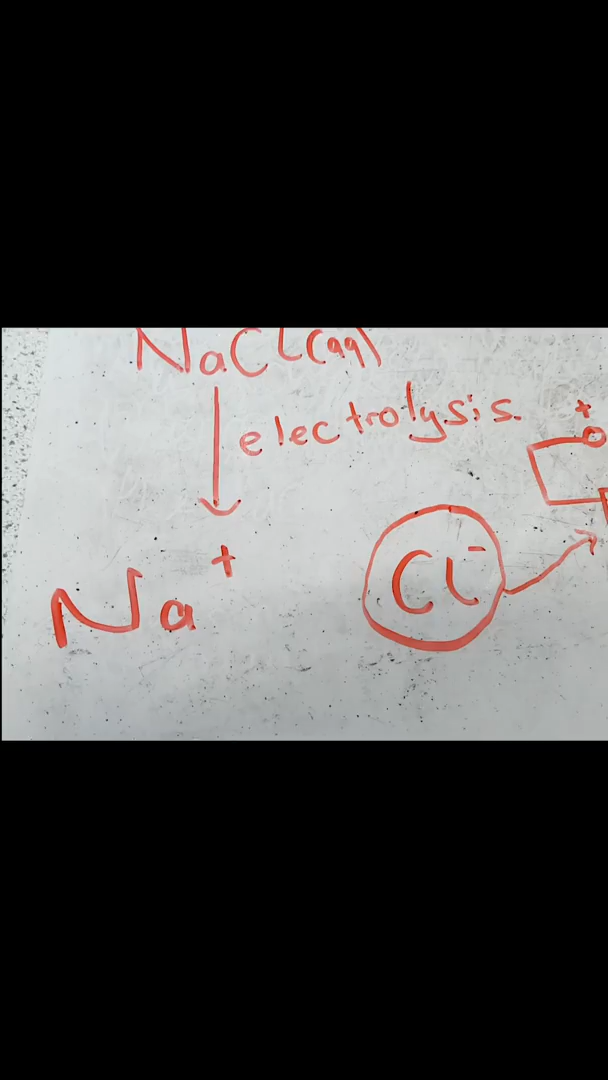 NaCl(aq)
electrolysis.
+
Na⁺
Cl⁻